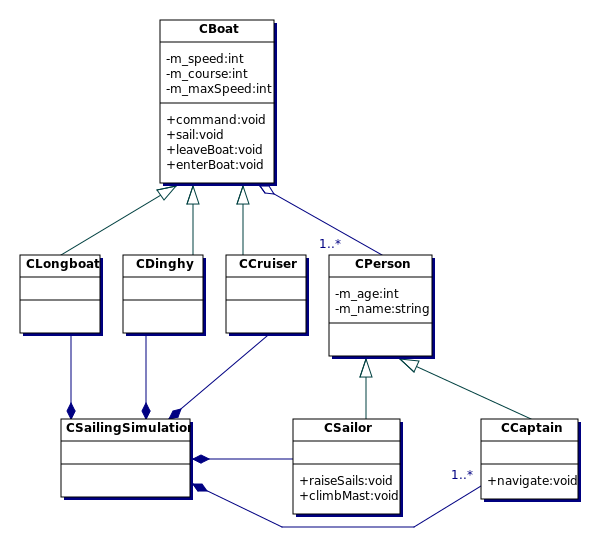 CBoat
-m_speed:int
-m_course:int
-m_maxSpeed:int
+command:void
+sail:void
+leaveBoat:void
+enterBoat:void
1..*
CLongboat
CDinghy
CCruiser
CPerson
-m_age:int
-m_name:string
CSailingSimulation
CSailor
+raiseSails:void
+climbMast:void
1..*
CCaptain
+navigate:void